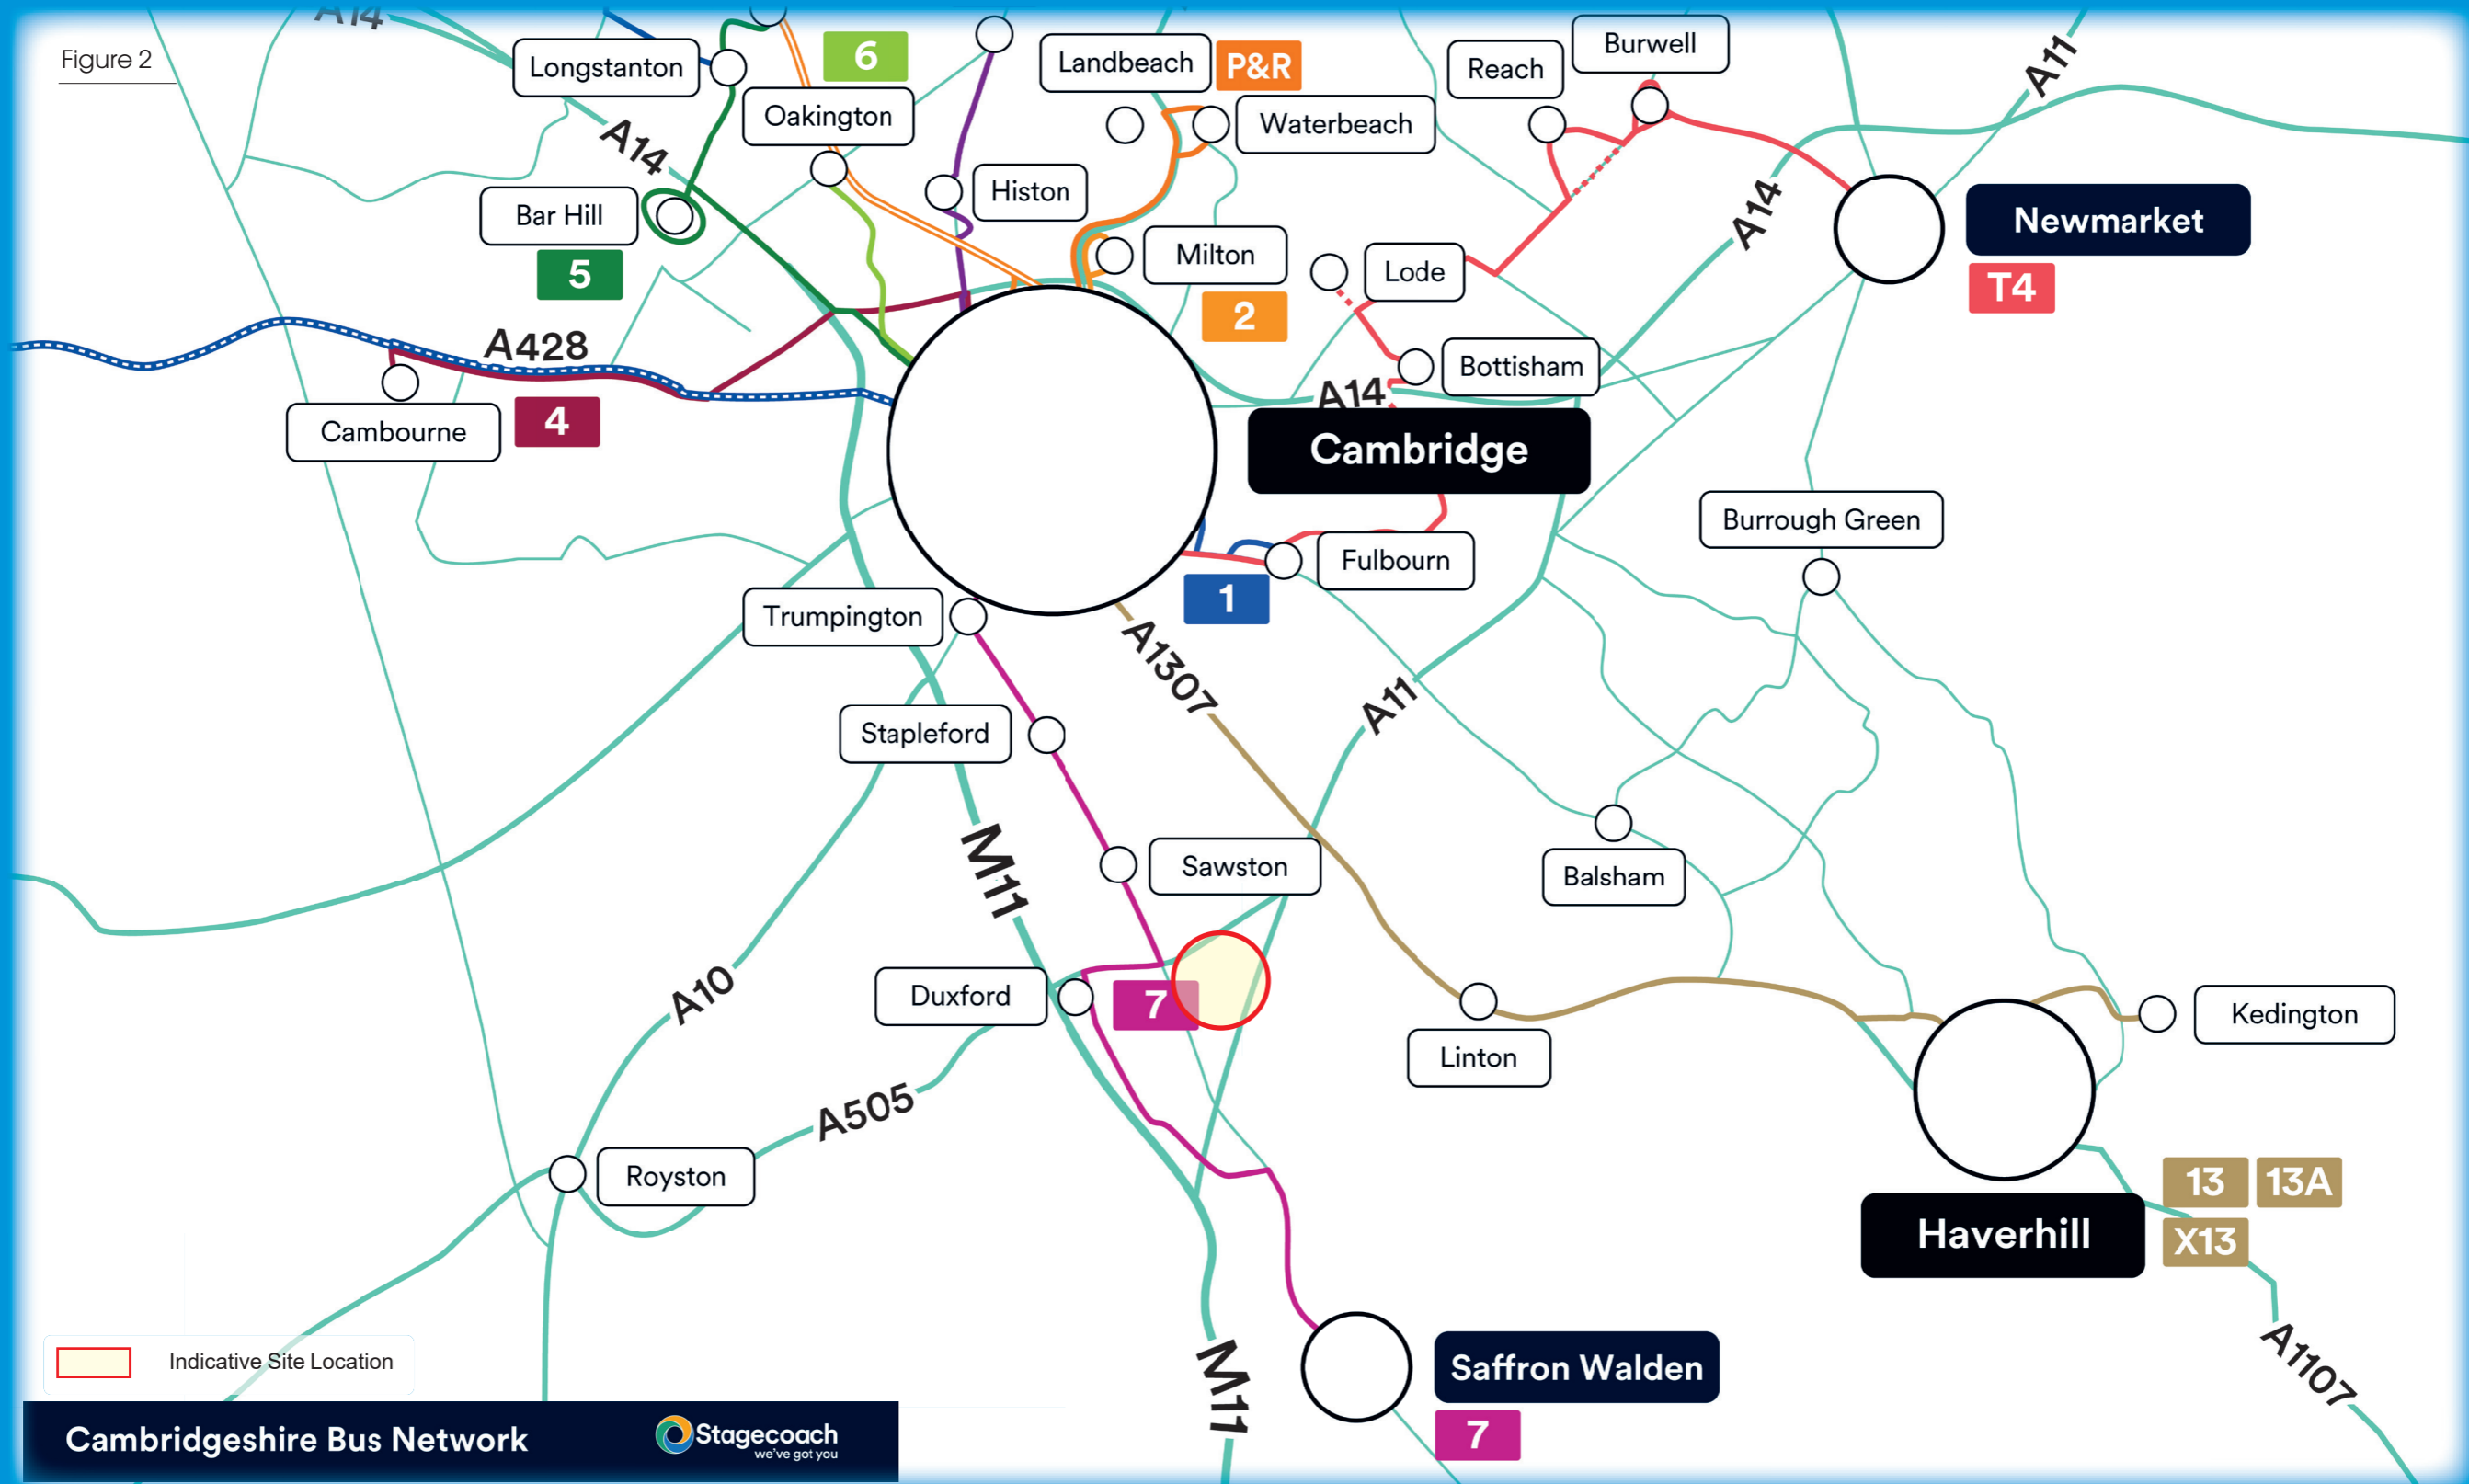 A14
Figure 2
Longstanton
6
Landbeach
P&R
Burwell
Reach
A11
Oakington
Waterbeach
A14
Histon
Bar Hill
5
Milton
2
Lode
A14
Newmarket
T4
A428
Cambourne
4
Bottisham
A14
Cambridge
Burrough Green
Fulbourn
1
Trumpington
A1307
A11
Stapleford
M11
Sawston
Balsham
A10
Duxford
7
Linton
Kedington
A505
Royston
13
13A
Haverhill
X13
A1107
M11
Saffron Walden
7
Indicative Site Location
Cambridgeshire Bus Network
Stagecoach
we've got you